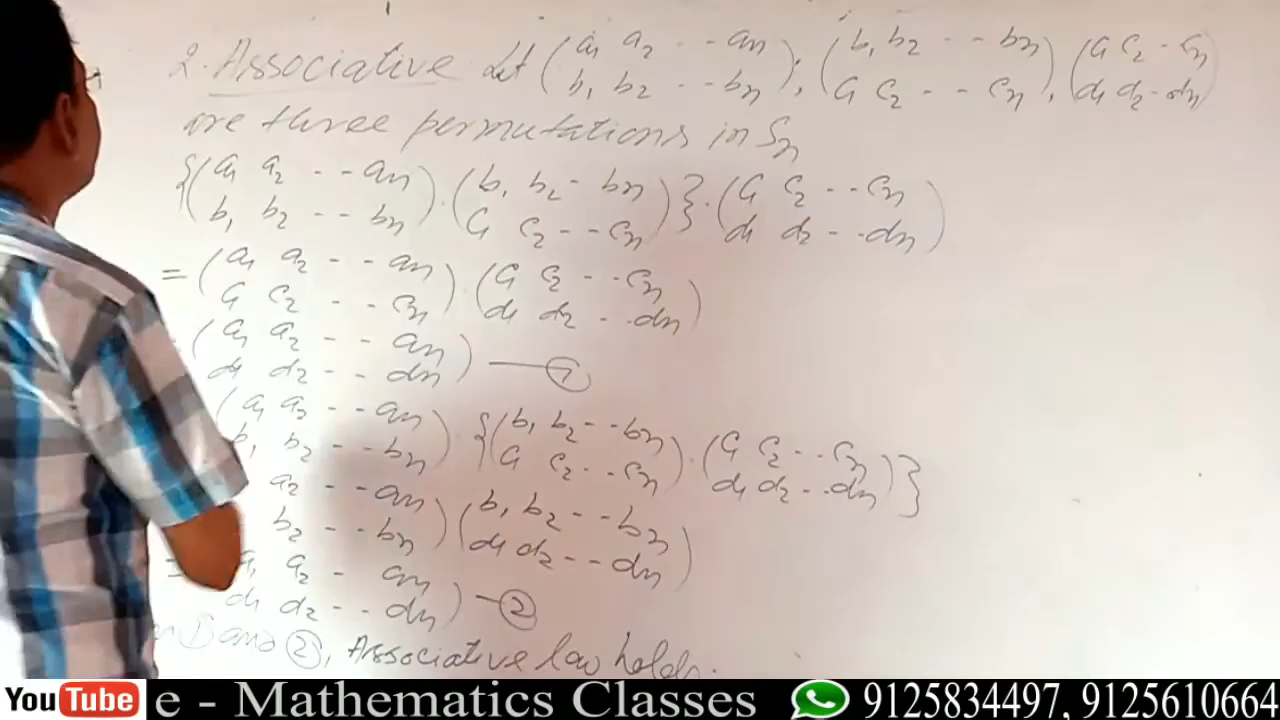 2. Associative Let (a1 a2 - - an), (b1 b2 - - bn), (c1 c2 - cn)
(b1 b2 - - bn) (c1 c2 - - cn) (d1 d2 - dn)
are three permutations in Sn
{(a1 a2 - - an) . (b1 b2 - bn)} . (c1 c2 - - cn)
(b1 b2 - - bn) (c1 c2 - - cn) (d1 d2 - - dn)
= (a1 a2 - - an) . (c1 c2 - - cn)
(c1 c2 - - cn) (d1 d2 - - dn)
(a1 a2 - - an) — 1
d1 d2 - - dn)
(a1 a2 - - an) . {(b1 b2 - - bn) . (c1 c2 - - cn)}
b1 b2 - - bn) (c1 c2 - - cn) (d1 d2 - - dn)
a2 - - an) (b1 b2 - - bn)
b2 - - bn) (d1 d2 - - dn)
= a1 a2 - an) — 2
d1 d2 - - dn)
1 and 2, Associative law holds.
YouTube e - Mathematics Classes 9125834497, 9125610664